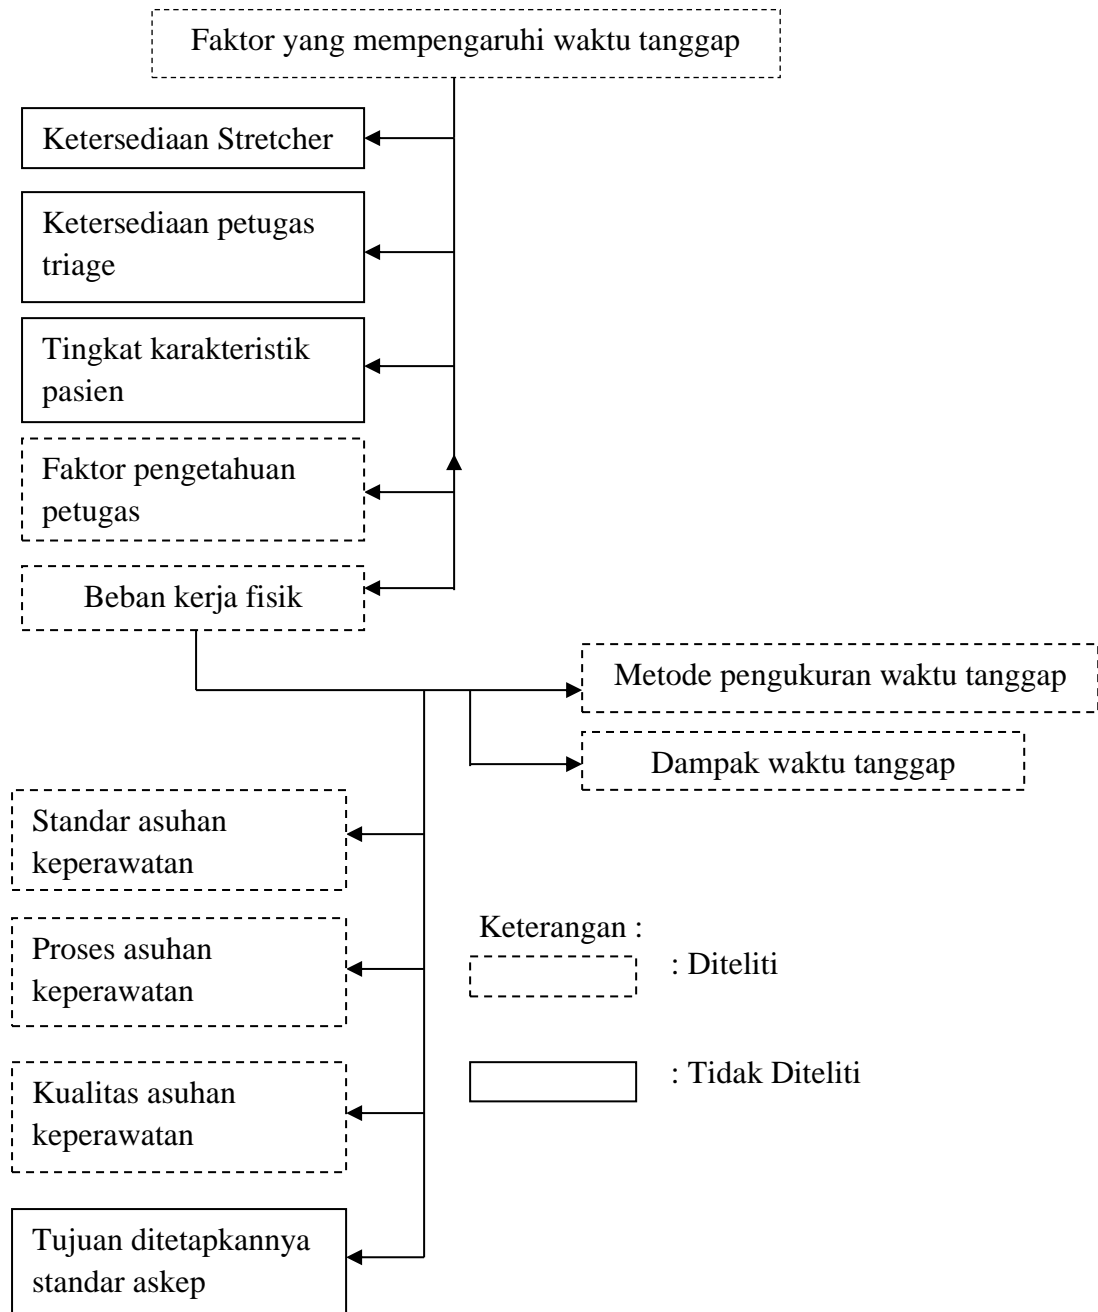 Faktor yang mempengaruhi waktu tanggap
Ketersediaan Stretcher
Ketersediaan petugas
triage
Tingkat karakteristik
pasien
Faktor pengetahuan
petugas
Beban kerja fisik
Metode pengukuran waktu tanggap
Dampak waktu tanggap
Standar asuhan
keperawatan
Proses asuhan
keperawatan
Kualitas asuhan
keperawatan
Tujuan ditetapkannya
standar askep
Keterangan :
: Diteliti
: Tidak Diteliti